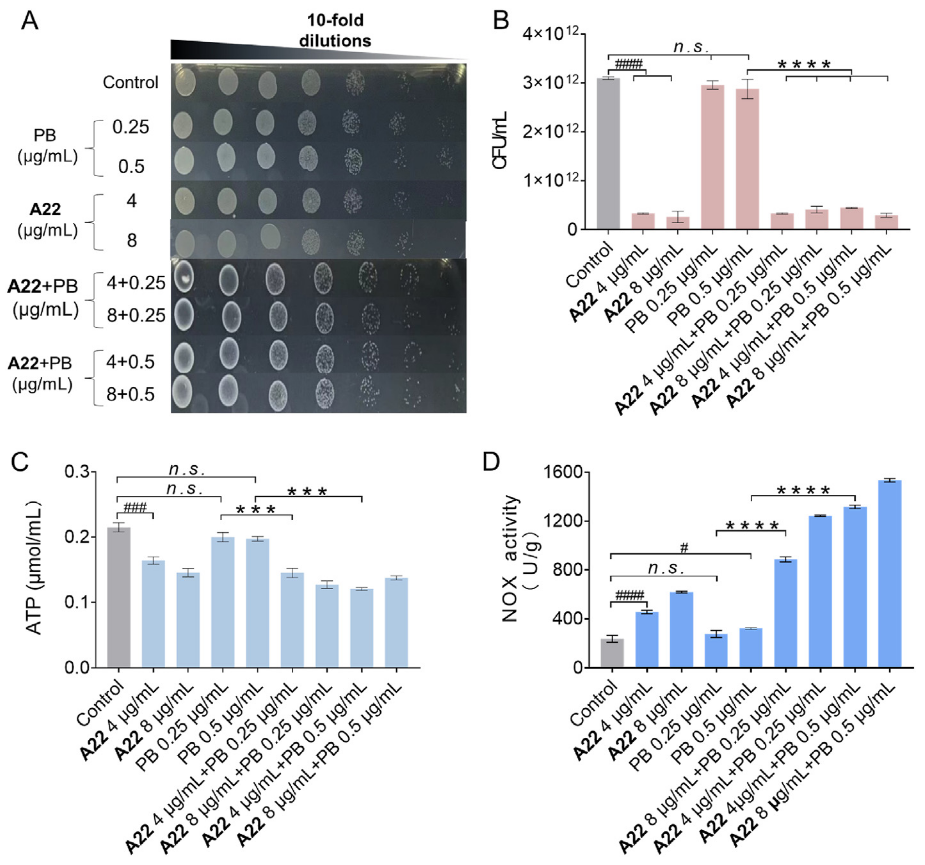 A
10-fold
dilutions
Control
PB
(μg/mL)
0.25
0.5
A22
(μg/mL)
4
8
A22+PB
(μg/mL)
4+0.25
8+0.25
A22+PB
(μg/mL)
4+0.5
8+0.5
B
CFU/mL
4×10¹²
3×10¹²
2×10¹²
1×10¹²
0
n.s.
####
****
Control
A22 4 μg/mL
A22 8 μg/mL
PB 0.25 μg/mL
PB 0.5 μg/mL
A22 4 μg/mL+PB 0.25 μg/mL
A22 8 μg/mL+PB 0.25 μg/mL
A22 4 μg/mL+PB 0.5 μg/mL
A22 8 μg/mL+PB 0.5 μg/mL
C
ATP (μmol/mL)
0.3
0.2
0.1
0.0
n.s.
n.s.
***
###
***
Control
A22 4 μg/mL
A22 8 μg/mL
PB 0.25 μg/mL
PB 0.5 μg/mL
A22 4 μg/mL+PB 0.25 μg/mL
A22 8 μg/mL+PB 0.25 μg/mL
A22 4 μg/mL+PB 0.5 μg/mL
A22 8 μg/mL+PB 0.5 μg/mL
D
NOX activity
( U/g)
1600
1200
800
400
0
****
****
#
n.s.
####
Control
A22 4 μg/mL
A22 8 μg/mL
PB 0.25 μg/mL
PB 0.5 μg/mL
A22 8 μg/mL+PB 0.25 μg/mL
A22 4 μg/mL+PB 0.25 μg/mL
A22 4μg/mL+PB 0.5 μg/mL
A22 8 μg/mL+PB 0.5 μg/mL